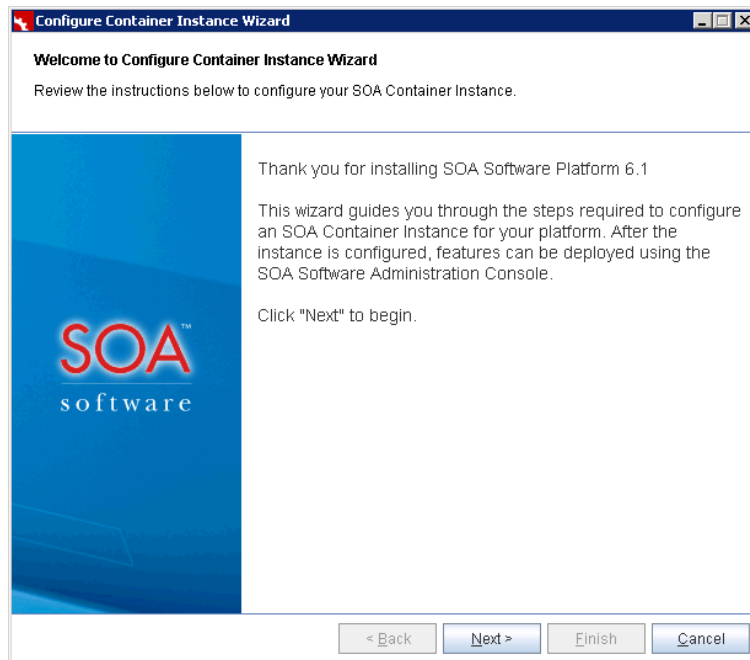 Configure Container Instance Wizard
Welcome to Configure Container Instance Wizard
Review the instructions below to configure your SOA Container Instance.
Thank you for installing SOA Software Platform 6.1
This wizard guides you through the steps required to configure
an SOA Container Instance for your platform. After the
instance is configured, features can be deployed using the
SOA Software Administration Console.
Click "Next" to begin.
SOA™
software
< Back
Next >
Finish
Cancel